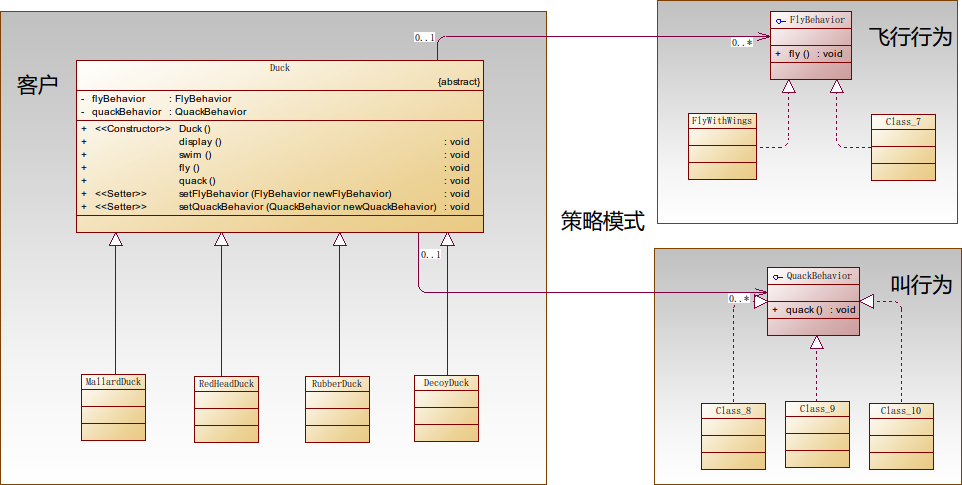 客户
Duck
{abstract}
- flyBehavior : FlyBehavior
- quackBehavior : QuackBehavior
+ <<Constructor>> Duck ()
+ display () : void
+ swim () : void
+ fly () : void
+ quack () : void
+ <<Setter>> setFlyBehavior (FlyBehavior newFlyBehavior) : void
+ <<Setter>> setQuackBehavior (QuackBehavior newQuackBehavior) : void
0..1
0..*
0..1
0..*
MallardDuck
RedHeadDuck
RubberDuck
DecoyDuck
策略模式
飞行行为
FlyBehavior
+ fly () : void
FlyWithWings
Class_7
叫行为
QuackBehavior
+ quack () : void
Class_8
Class_9
Class_10